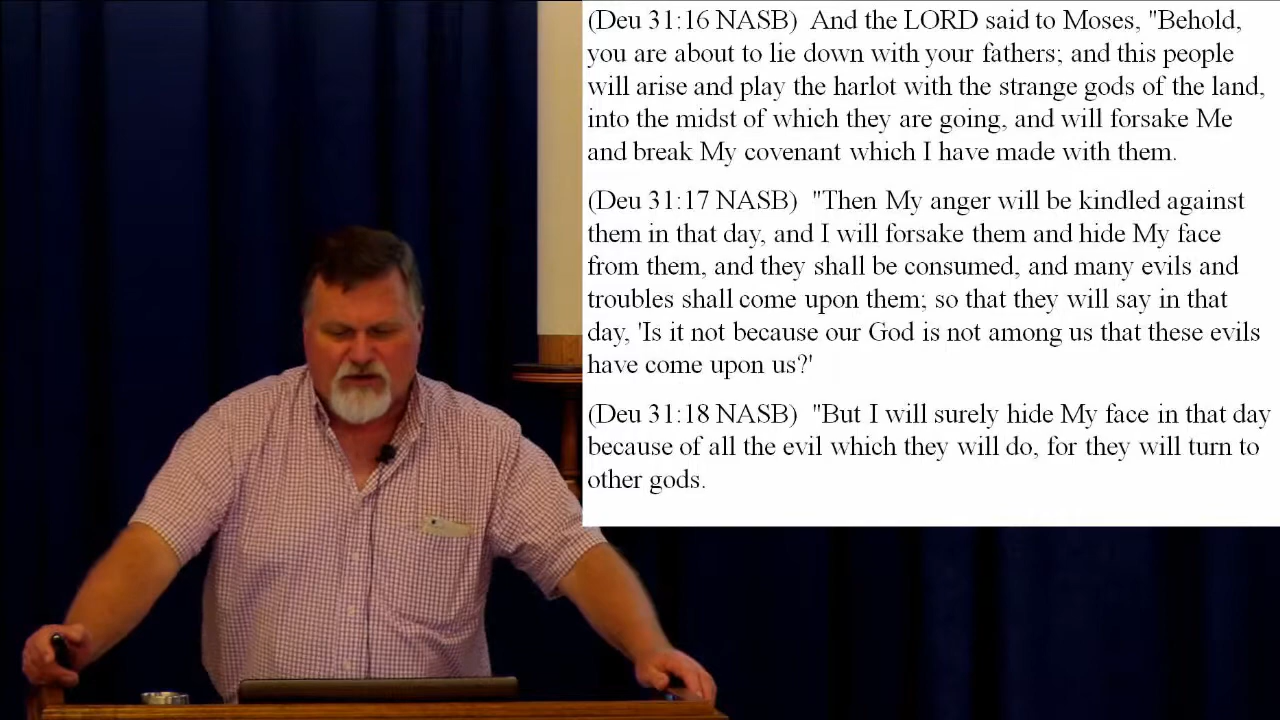 (Deu 31:16 NASB)  And the LORD said to Moses, "Behold,
you are about to lie down with your fathers; and this people
will arise and play the harlot with the strange gods of the land,
into the midst of which they are going, and will forsake Me
and break My covenant which I have made with them.
(Deu 31:17 NASB)  "Then My anger will be kindled against
them in that day, and I will forsake them and hide My face
from them, and they shall be consumed, and many evils and
troubles shall come upon them; so that they will say in that
day, 'Is it not because our God is not among us that these evils
have come upon us?'
(Deu 31:18 NASB)  "But I will surely hide My face in that day
because of all the evil which they will do, for they will turn to
other gods.